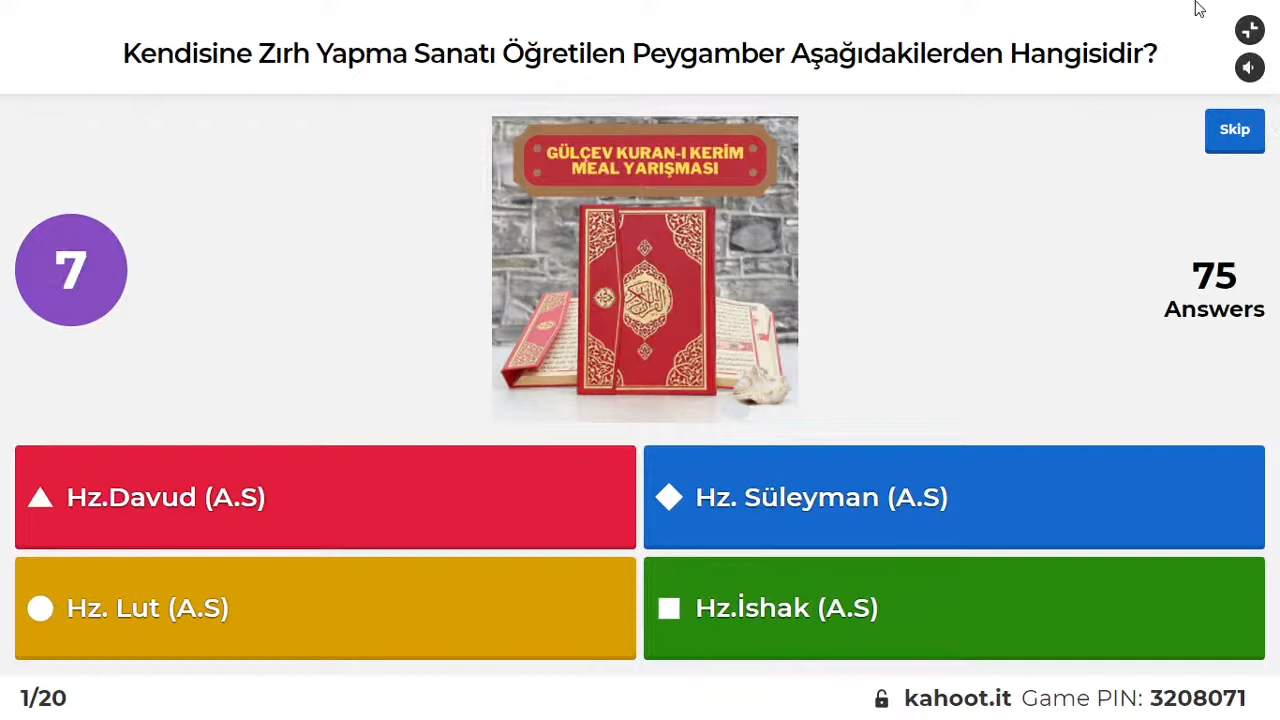 Kendisine Zırh Yapma Sanatı Öğretilen Peygamber Aşağıdakilerden Hangisidir?
Skip
GÜLÇEV KURAN-I KERİM
MEAL YARIŞMASI
7
75
Answers
Hz.Davud (A.S)
Hz. Süleyman (A.S)
Hz. Lut (A.S)
Hz.İshak (A.S)
1/20
kahoot.it Game PIN: 3208071